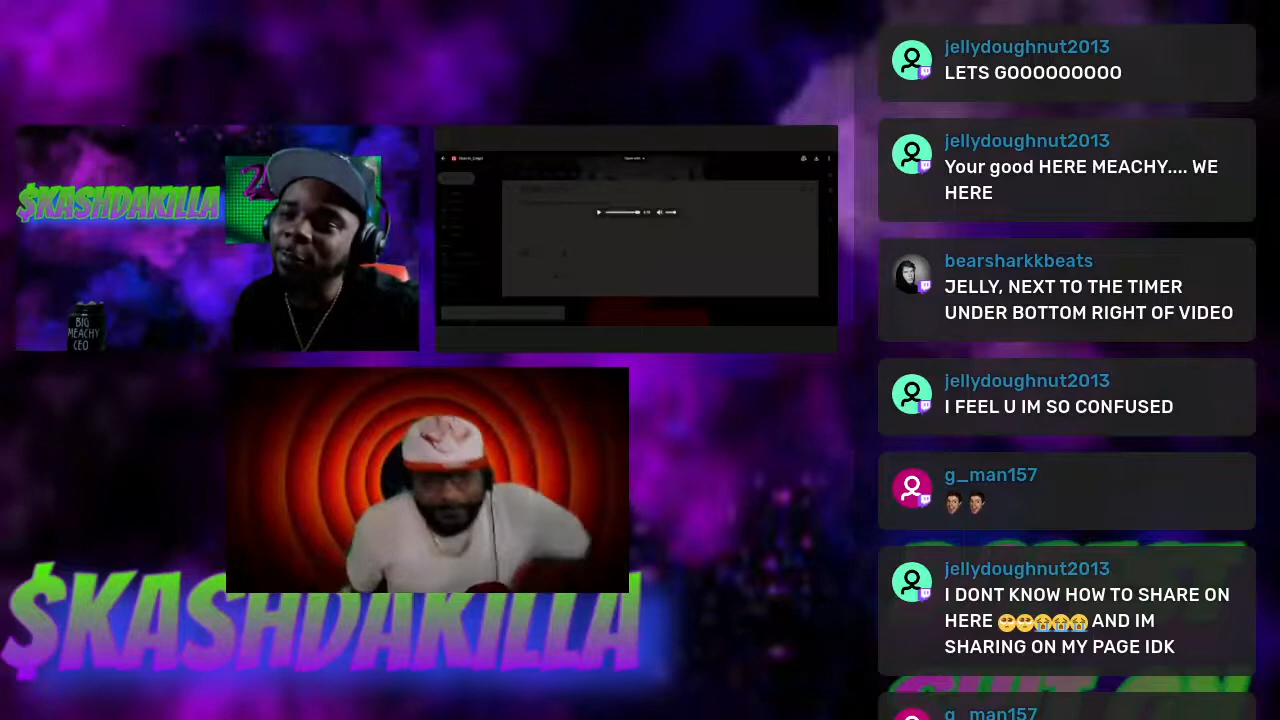 jellydoughnut2013
LETS GOOOOOOOOO
jellydoughnut2013
Your good HERE MEACHY.... WE
HERE
bearsharkkbeats
JELLY, NEXT TO THE TIMER
UNDER BOTTOM RIGHT OF VIDEO
jellydoughnut2013
I FEEL U IM SO CONFUSED
g_man157
jellydoughnut2013
I DONT KNOW HOW TO SHARE ON
HERE 🥺🥺😭😭😭 AND IM
SHARING ON MY PAGE IDK
g_man157
$KASHDAKILLA
BIG
MEACHY
CEO
$KASHDAKILLA